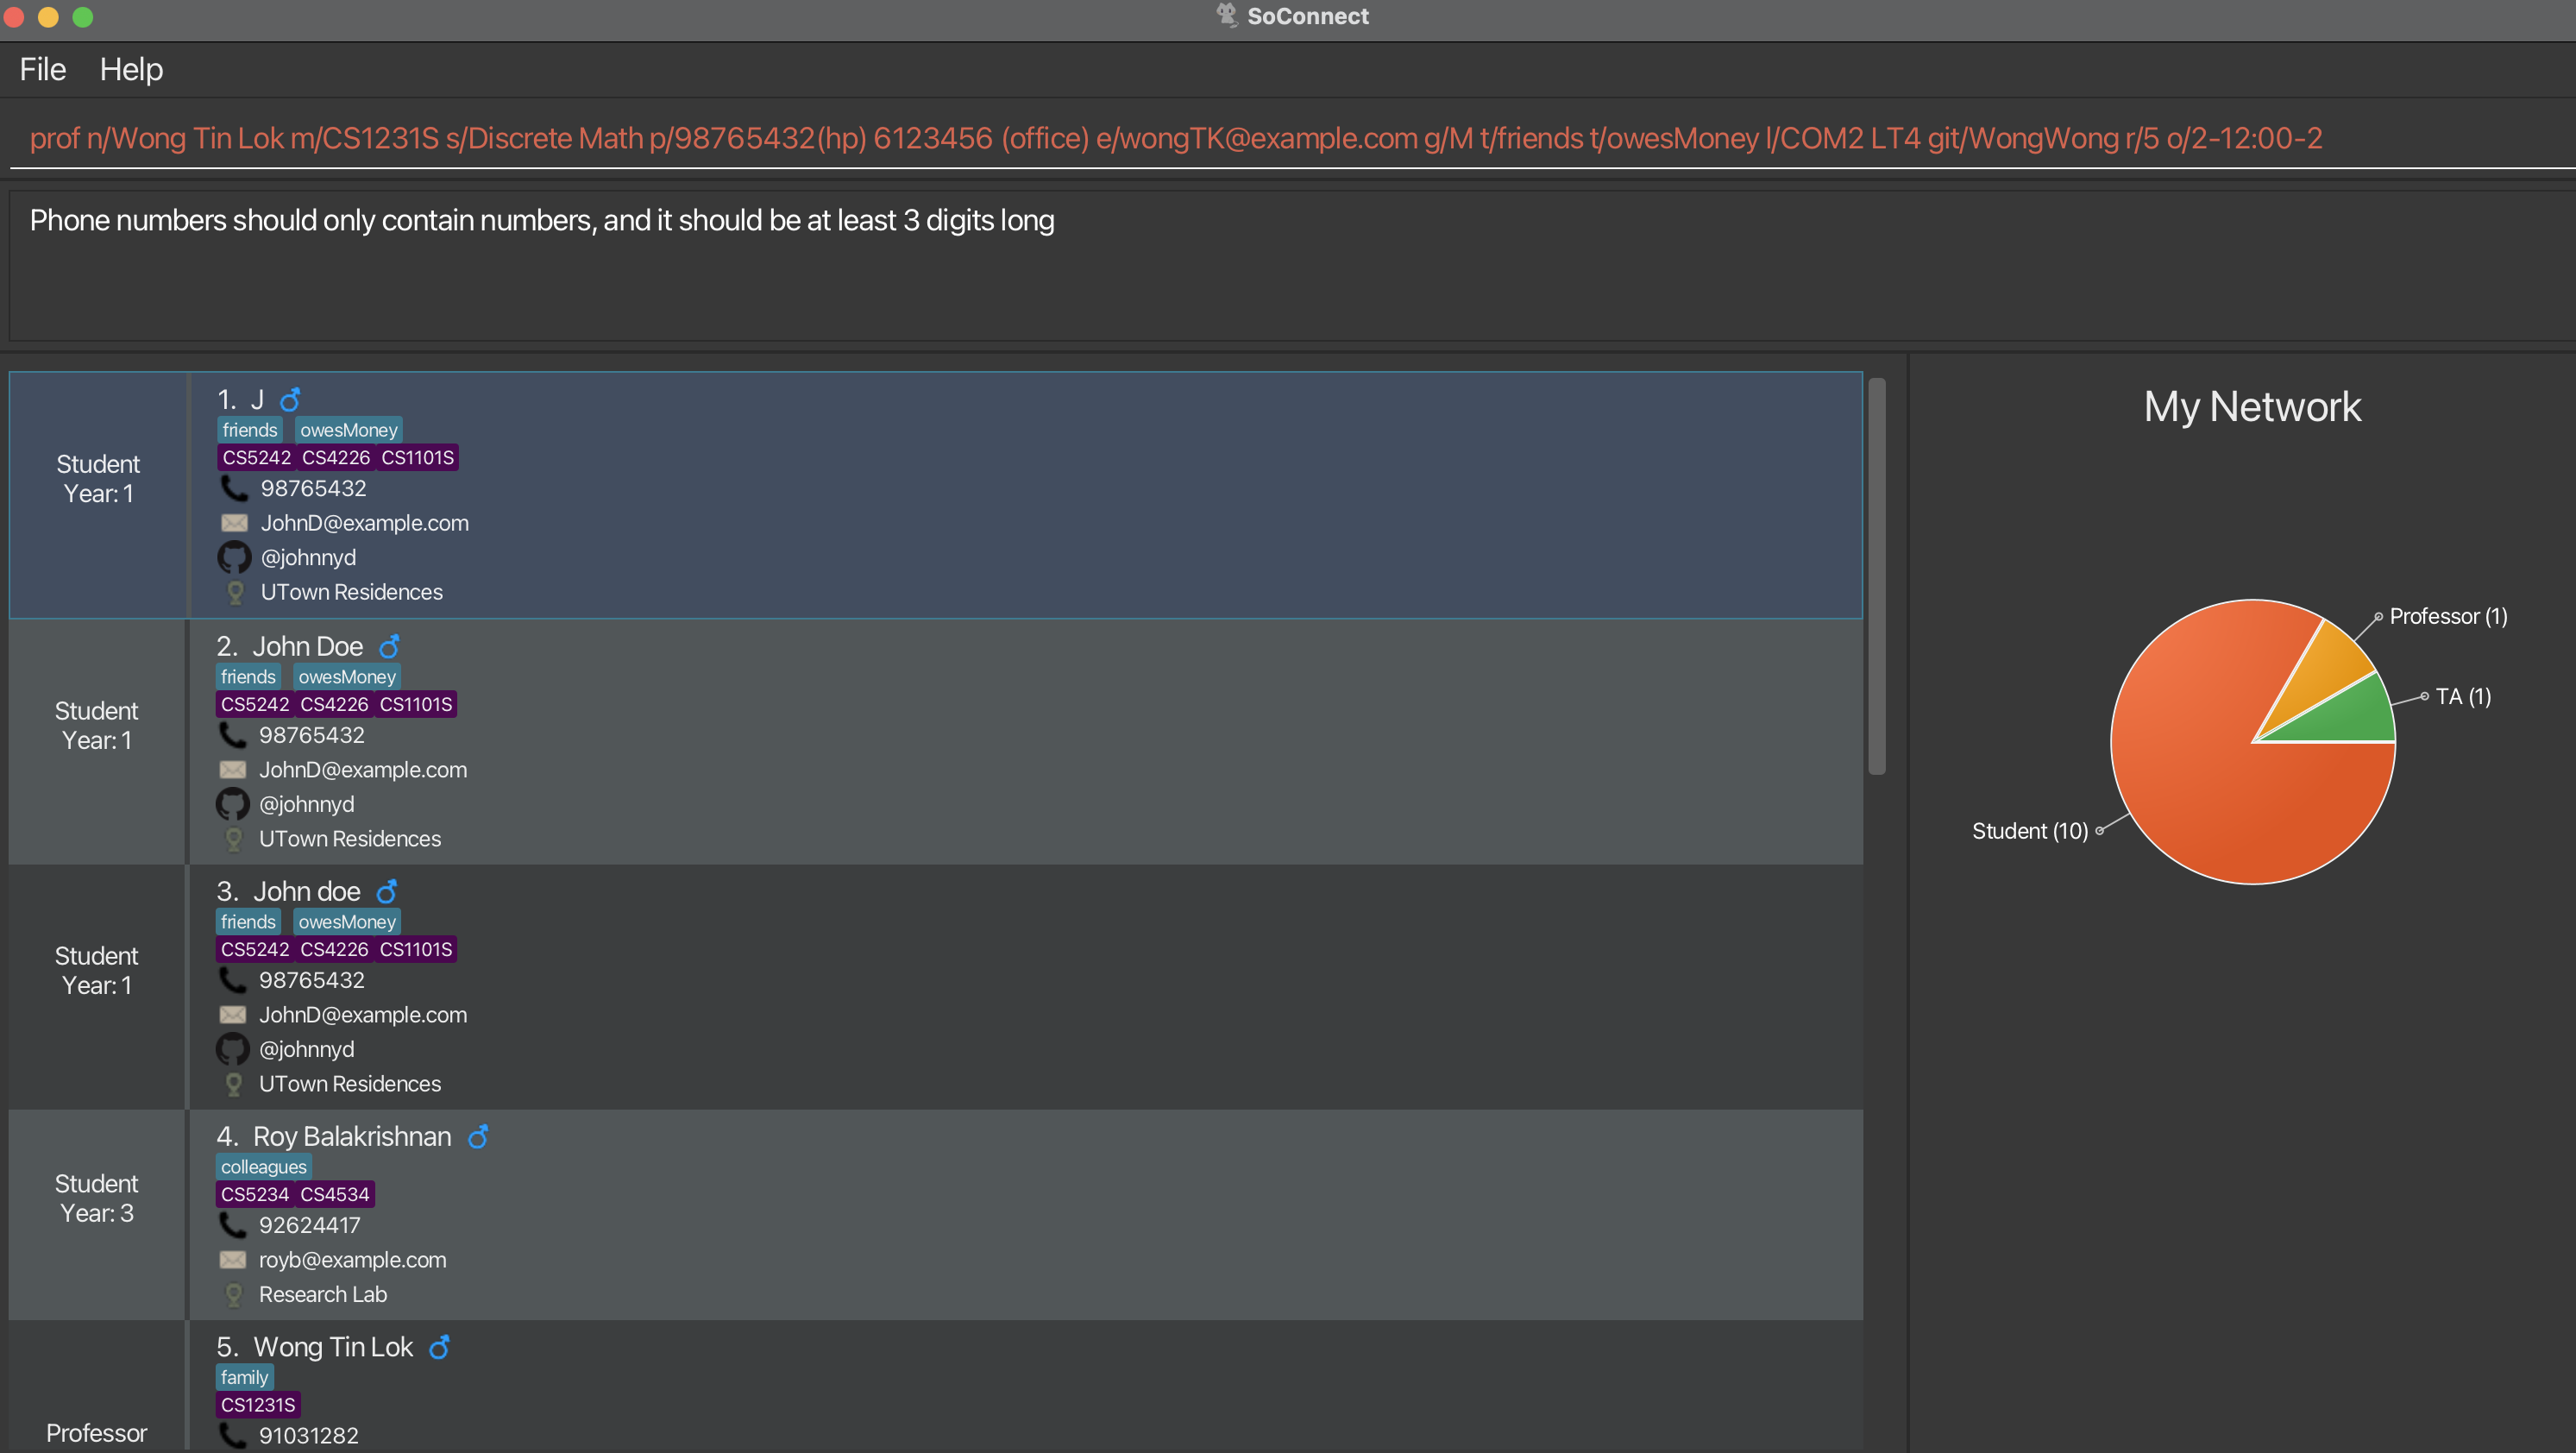 SoConnect
File Help
prof n/Wong Tin Lok m/CS1231S s/Discrete Math p/98765432(hp) 6123456 (office) e/wongTK@example.com g/M t/friends t/owesMoney l/COM2 LT4 git/WongWong r/5 o/2-12:00-2
Phone numbers should only contain numbers, and it should be at least 3 digits long
Student
Year: 1
1. J
friends owesMoney
CS5242 CS4226 CS1101S
98765432
JohnD@example.com
@johnnyd
UTown Residences
Student
Year: 1
2. John Doe
friends owesMoney
CS5242 CS4226 CS1101S
98765432
JohnD@example.com
@johnnyd
UTown Residences
Student
Year: 1
3. John doe
friends owesMoney
CS5242 CS4226 CS1101S
98765432
JohnD@example.com
@johnnyd
UTown Residences
Student
Year: 3
4. Roy Balakrishnan
colleagues
CS5234 CS4534
92624417
royb@example.com
Research Lab
Professor
5. Wong Tin Lok
family
CS1231S
91031282
My Network
Professor (1)
TA (1)
Student (10)